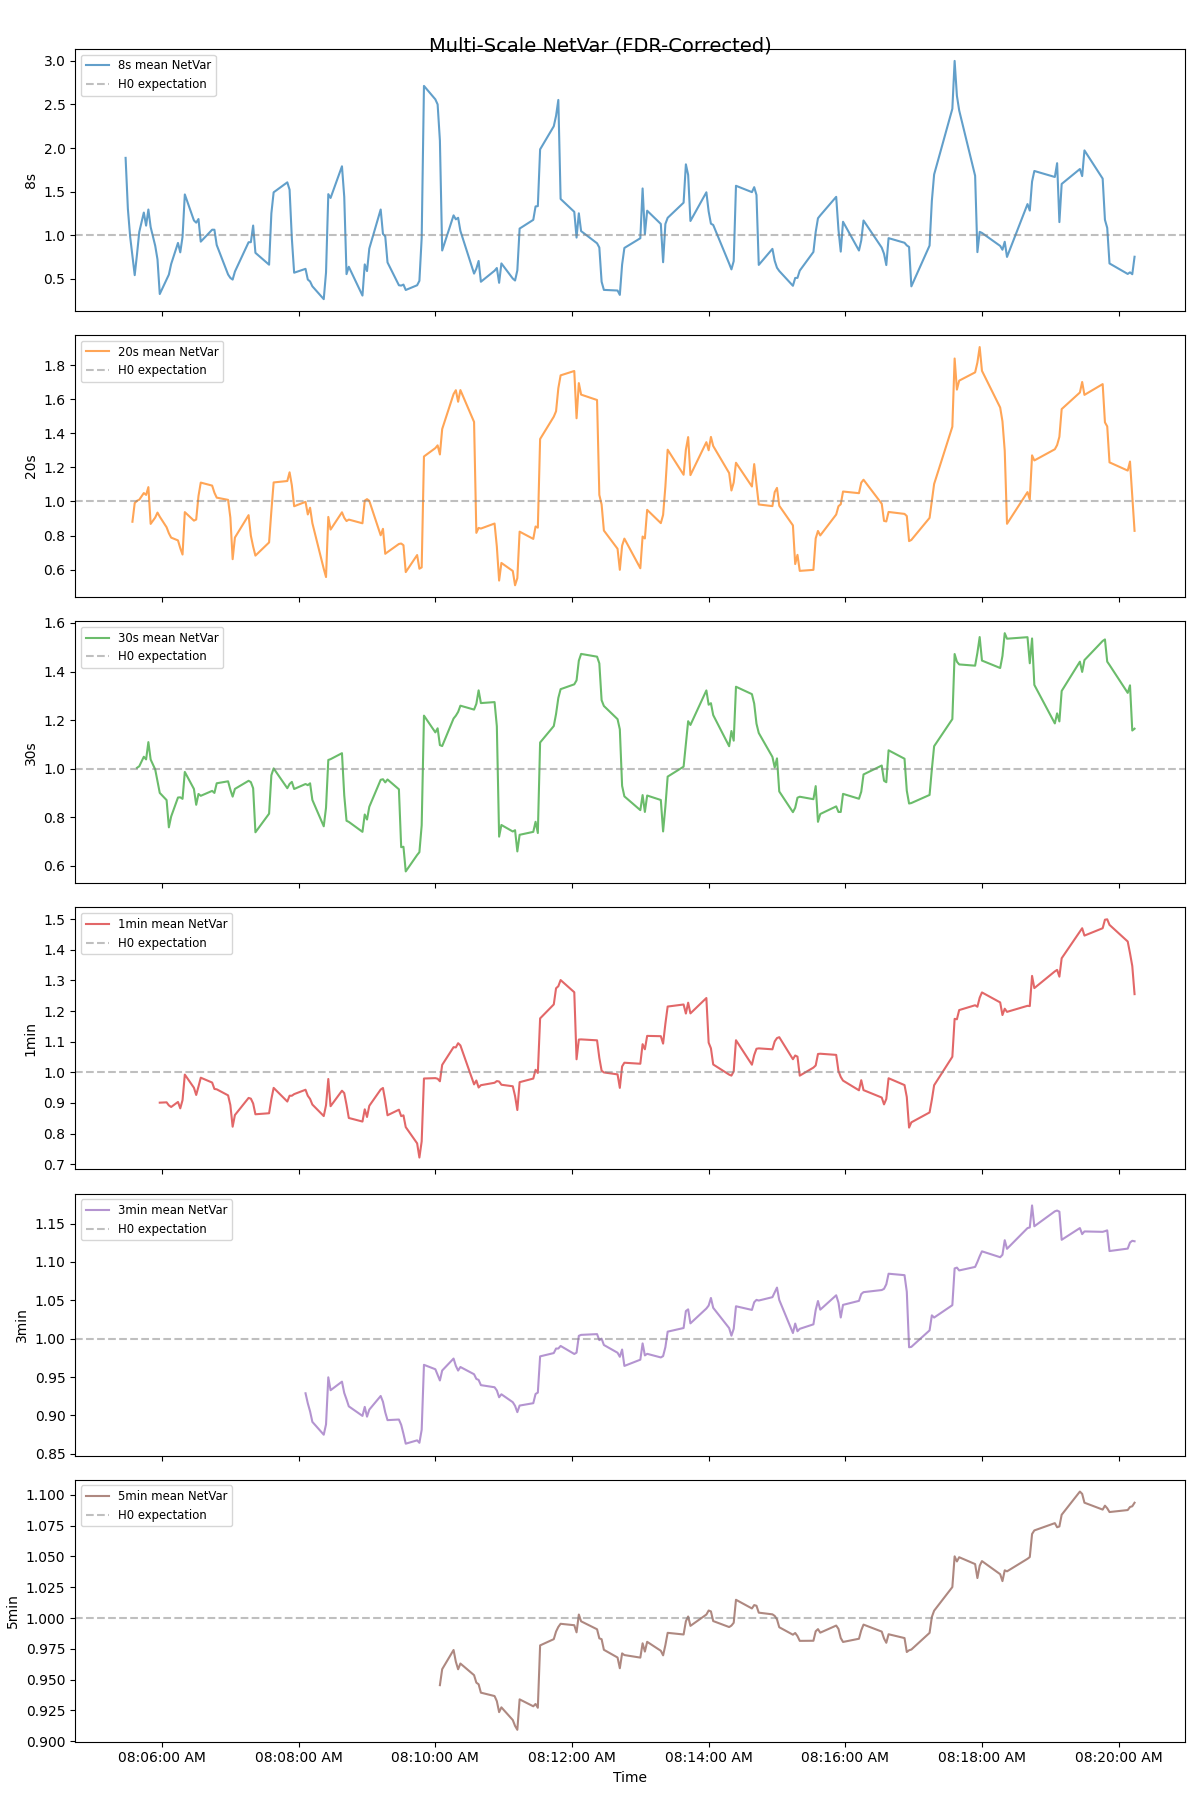 Multi-Scale NetVar (FDR-Corrected)
8s mean NetVar
H0 expectation
3.0
2.5
2.0
1.5
1.0
0.5
8s
20s mean NetVar
H0 expectation
1.8
1.6
1.4
1.2
1.0
0.8
0.6
20s
30s mean NetVar
H0 expectation
1.6
1.4
1.2
1.0
0.8
0.6
30s
1min mean NetVar
H0 expectation
1.5
1.4
1.3
1.2
1.1
1.0
0.9
0.8
0.7
1min
3min mean NetVar
H0 expectation
1.15
1.10
1.05
1.00
0.95
0.90
0.85
3min
5min mean NetVar
H0 expectation
1.100
1.075
1.050
1.025
1.000
0.975
0.950
0.925
0.900
5min
08:06:00 AM 08:08:00 AM 08:10:00 AM 08:12:00 AM 08:14:00 AM 08:16:00 AM 08:18:00 AM 08:20:00 AM
Time